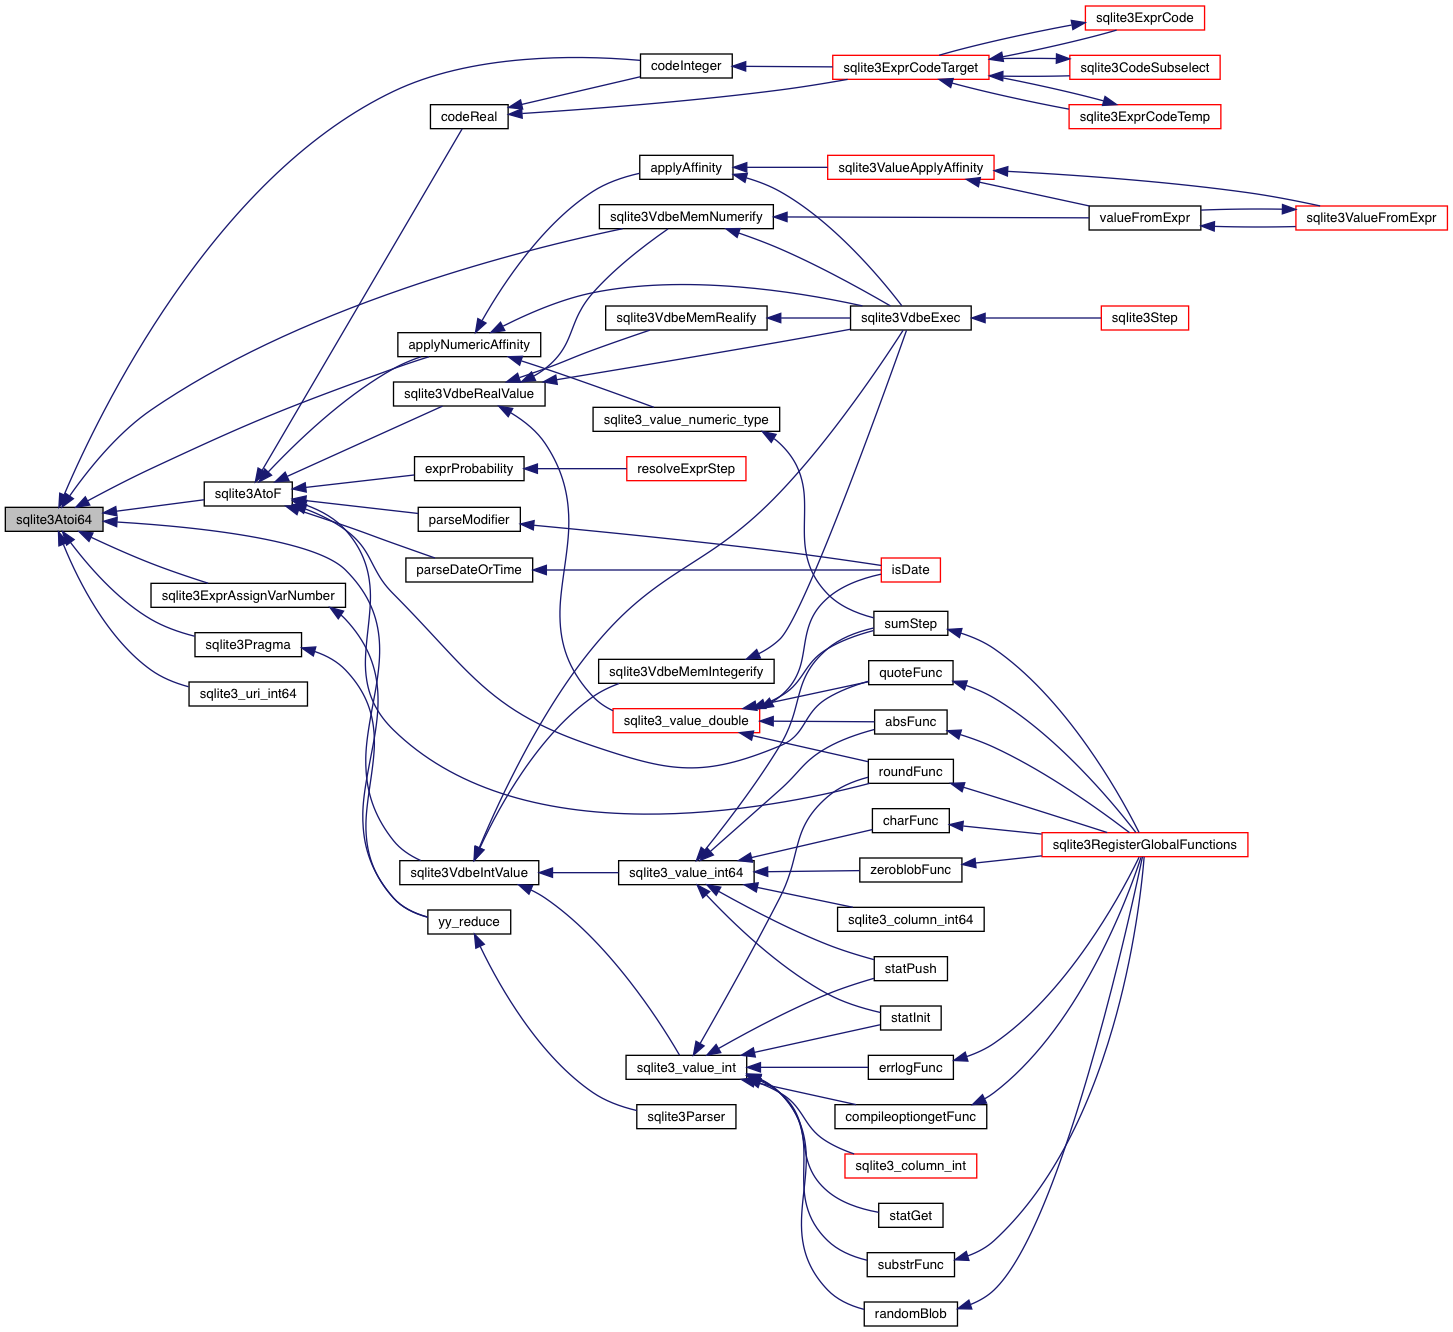 sqlite3ExprCode
codeInteger
sqlite3ExprCodeTarget
sqlite3CodeSubselect
codeReal
sqlite3ExprCodeTemp
applyAffinity
sqlite3ValueApplyAffinity
sqlite3VdbeMemNumerify
valueFromExpr
sqlite3ValueFromExpr
sqlite3VdbeMemRealify
sqlite3VdbeExec
sqlite3Step
applyNumericAffinity
sqlite3VdbeRealValue
sqlite3_value_numeric_type
exprProbability
resolveExprStep
sqlite3AtoF
sqlite3Atoi64
parseModifier
parseDateOrTime
isDate
sqlite3ExprAssignVarNumber
sumStep
sqlite3Pragma
sqlite3VdbeMemIntegerify
quoteFunc
sqlite3_uri_int64
sqlite3_value_double
absFunc
roundFunc
charFunc
sqlite3RegisterGlobalFunctions
sqlite3VdbeIntValue
sqlite3_value_int64
zeroblobFunc
yy_reduce
sqlite3_column_int64
statPush
statInit
sqlite3_value_int
errlogFunc
sqlite3Parser
compileoptiongetFunc
sqlite3_column_int
statGet
substrFunc
randomBlob